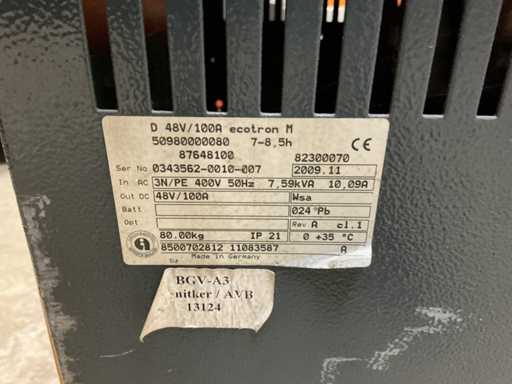 D 48V/100A ecotron M
50980000080 7-8,5h
87648100 82300070
CE
Ser No 0343562-0010-007 2009.11
In AC 3N/PE 400V 50Hz 7,59kVA 10,09A
Out DC 48V/100A Wsa
Batt. 024 Pb
Opt. Rev. A cl.1
80.00kg IP 21 0 +35 °C
8500702812 11083587 A
Made in Germany
BGV-A3
nitker / AVB
13124